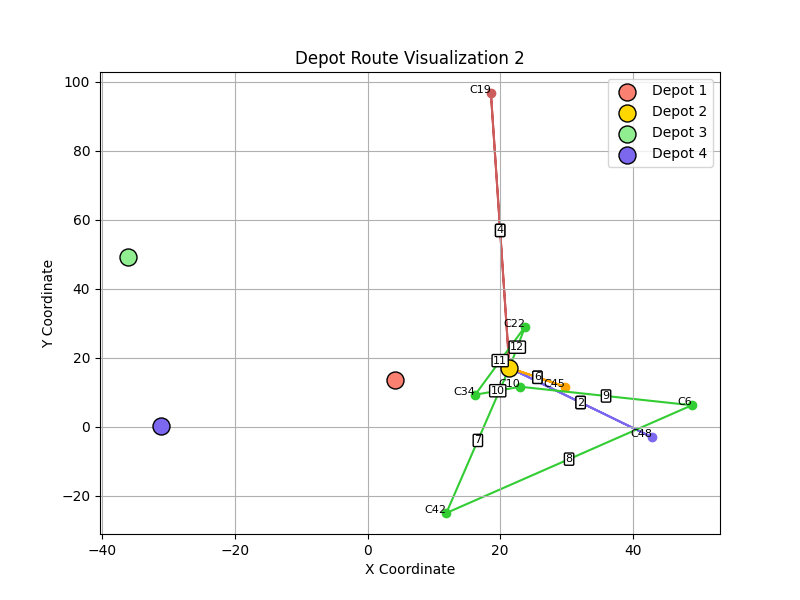 Depot Route Visualization 2
Depot 1
Depot 2
Depot 3
Depot 4
Y Coordinate
100
80
60
40
20
0
−20
−40
−20
0
20
40
X Coordinate
C19
4
C22
12
11
6
C45
C10
C34
10
2
9
C6
C48
7
8
C42